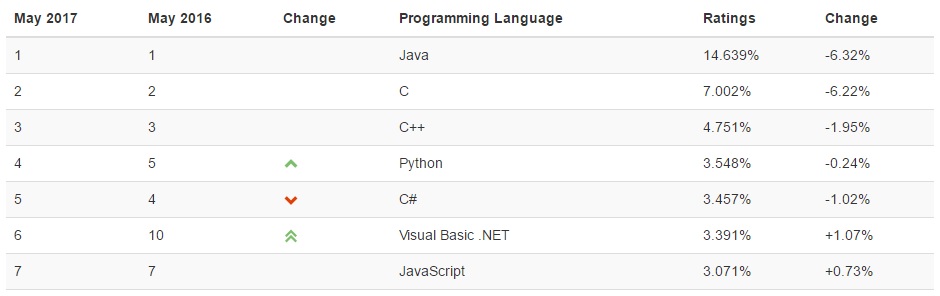 May 2017 May 2016 Change Programming Language Ratings Change
1 1 Java 14.639% -6.32%
2 2 C 7.002% -6.22%
3 3 C++ 4.751% -1.95%
4 5 Python 3.548% -0.24%
5 4 C# 3.457% -1.02%
6 10 Visual Basic .NET 3.391% +1.07%
7 7 JavaScript 3.071% +0.73%